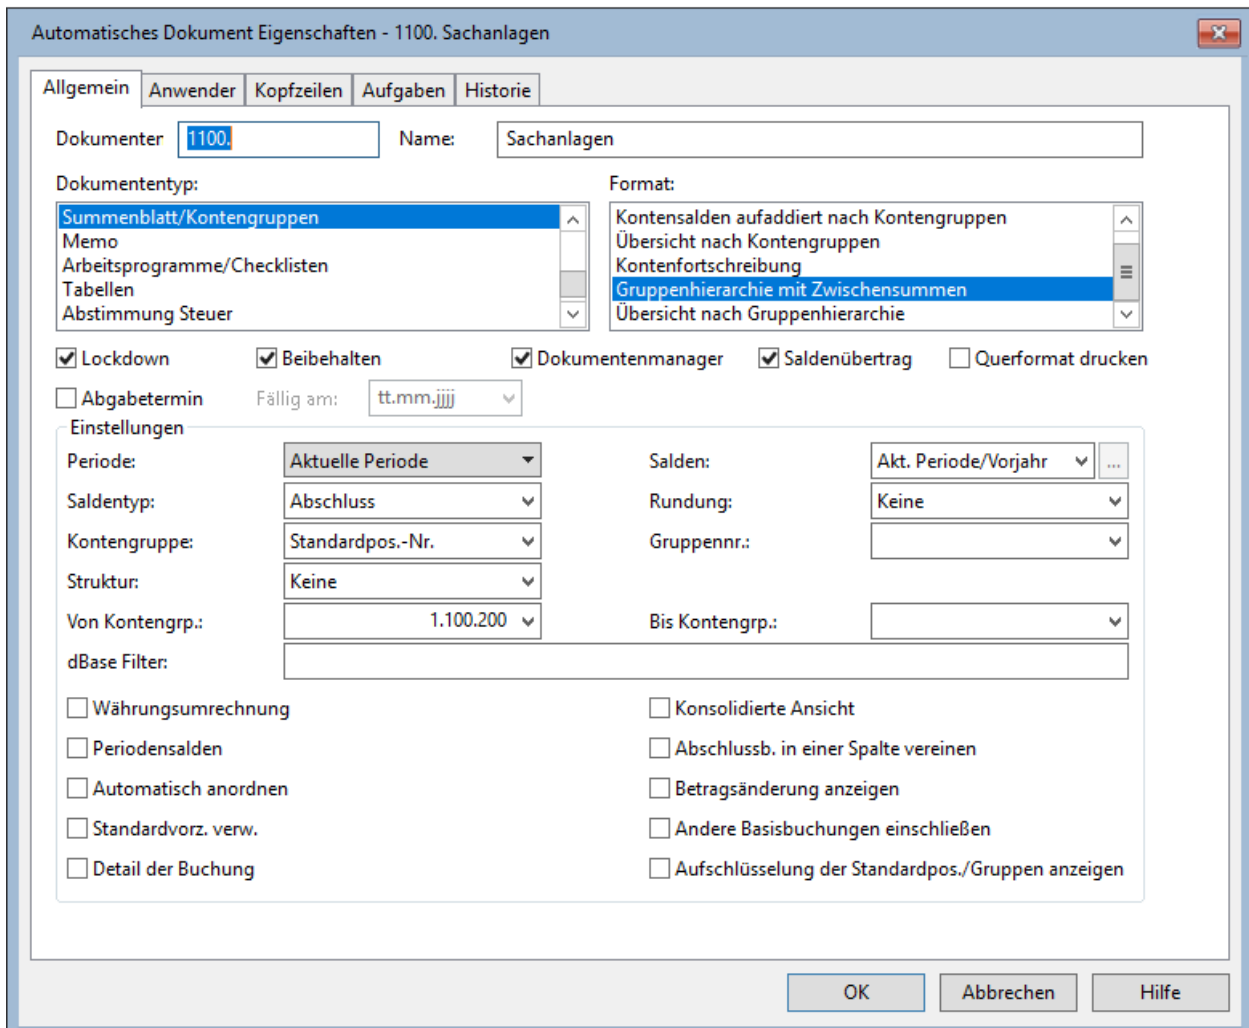 Automatisches Dokument Eigenschaften - 1100. Sachanlagen
Allgemein Anwender Kopfzeilen Aufgaben Historie
Dokumenter 1100. Name: Sachanlagen
Dokumententyp: Format:
Summenblatt/Kontengruppen Kontensalden aufaddiert nach Kontengruppen
Memo Übersicht nach Kontengruppen
Arbeitsprogramme/Checklisten Kontenfortschreibung
Tabellen Gruppenhierarchie mit Zwischensummen
Abstimmung Steuer Übersicht nach Gruppenhierarchie
Lockdown Beibehalten Dokumentenmanager Saldenübertrag Querformat drucken
Abgabetermin Fällig am: tt.mm.jjjj
Einstellungen
Periode: Aktuelle Periode Salden: Akt. Periode/Vorjahr ...
Saldentyp: Abschluss Rundung: Keine
Kontengruppe: Standardpos.-Nr. Gruppennr.:
Struktur: Keine
Von Kontengrp.: 1.100.200 Bis Kontengrp.:
dBase Filter:
Währungsumrechnung Konsolidierte Ansicht
Periodensalden Abschlussb. in einer Spalte vereinen
Automatisch anordnen Betragsänderung anzeigen
Standardvorz. verw. Andere Basisbuchungen einschließen
Detail der Buchung Aufschlüsselung der Standardpos./Gruppen anzeigen
OK Abbrechen Hilfe